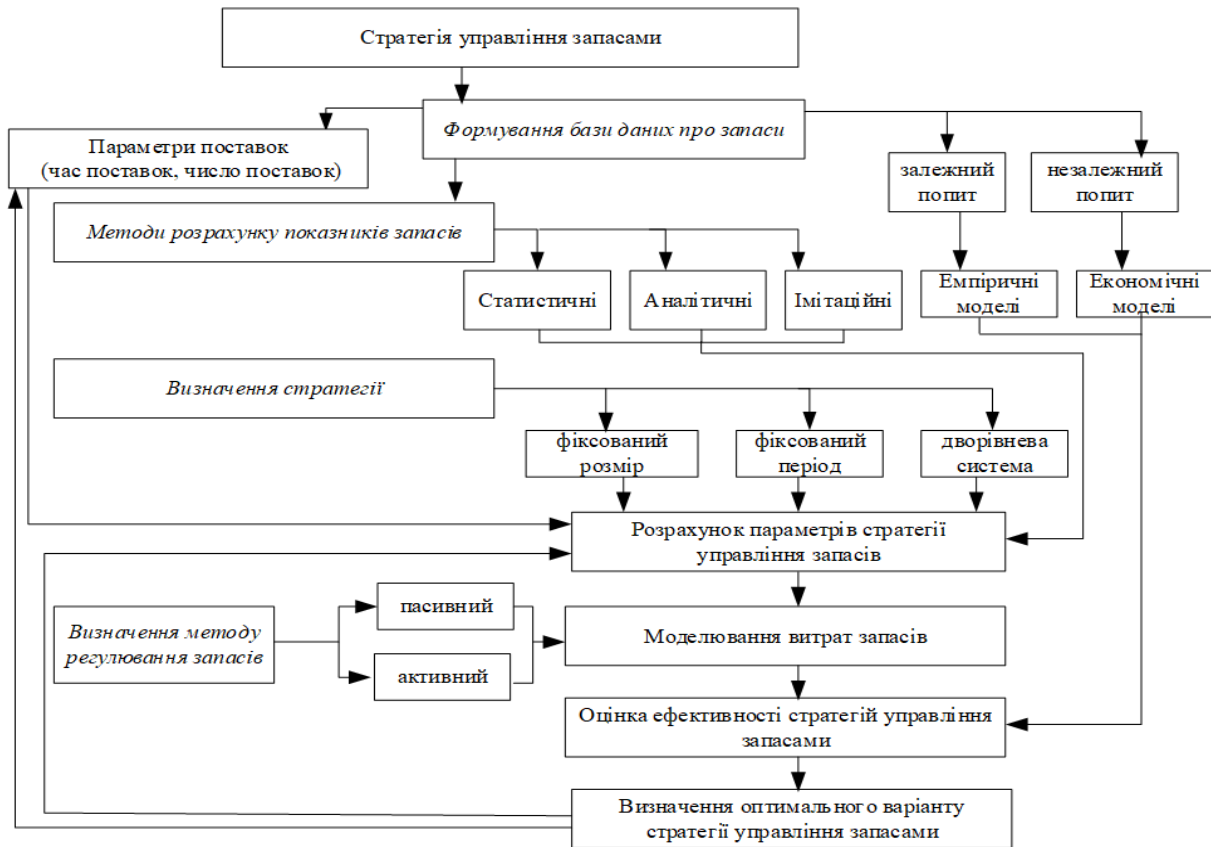 Стратегія управління запасами
Формування бази даних про запаси
Параметри поставок
(час поставок, число поставок)
залежний
попит
незалежний
попит
Методи розрахунку показників запасів
Статистичні
Аналітичні
Імітаційні
Емпіричні
моделі
Економічні
моделі
Визначення стратегії
фіксований
розмір
фіксований
період
дворівнева
система
Розрахунок параметрів стратегії
управління запасів
Визначення методу
регулювання запасів
пасивний
активний
Моделювання витрат запасів
Оцінка ефективності стратегій управління
запасами
Визначення оптимального варіанту
стратегії управління запасами